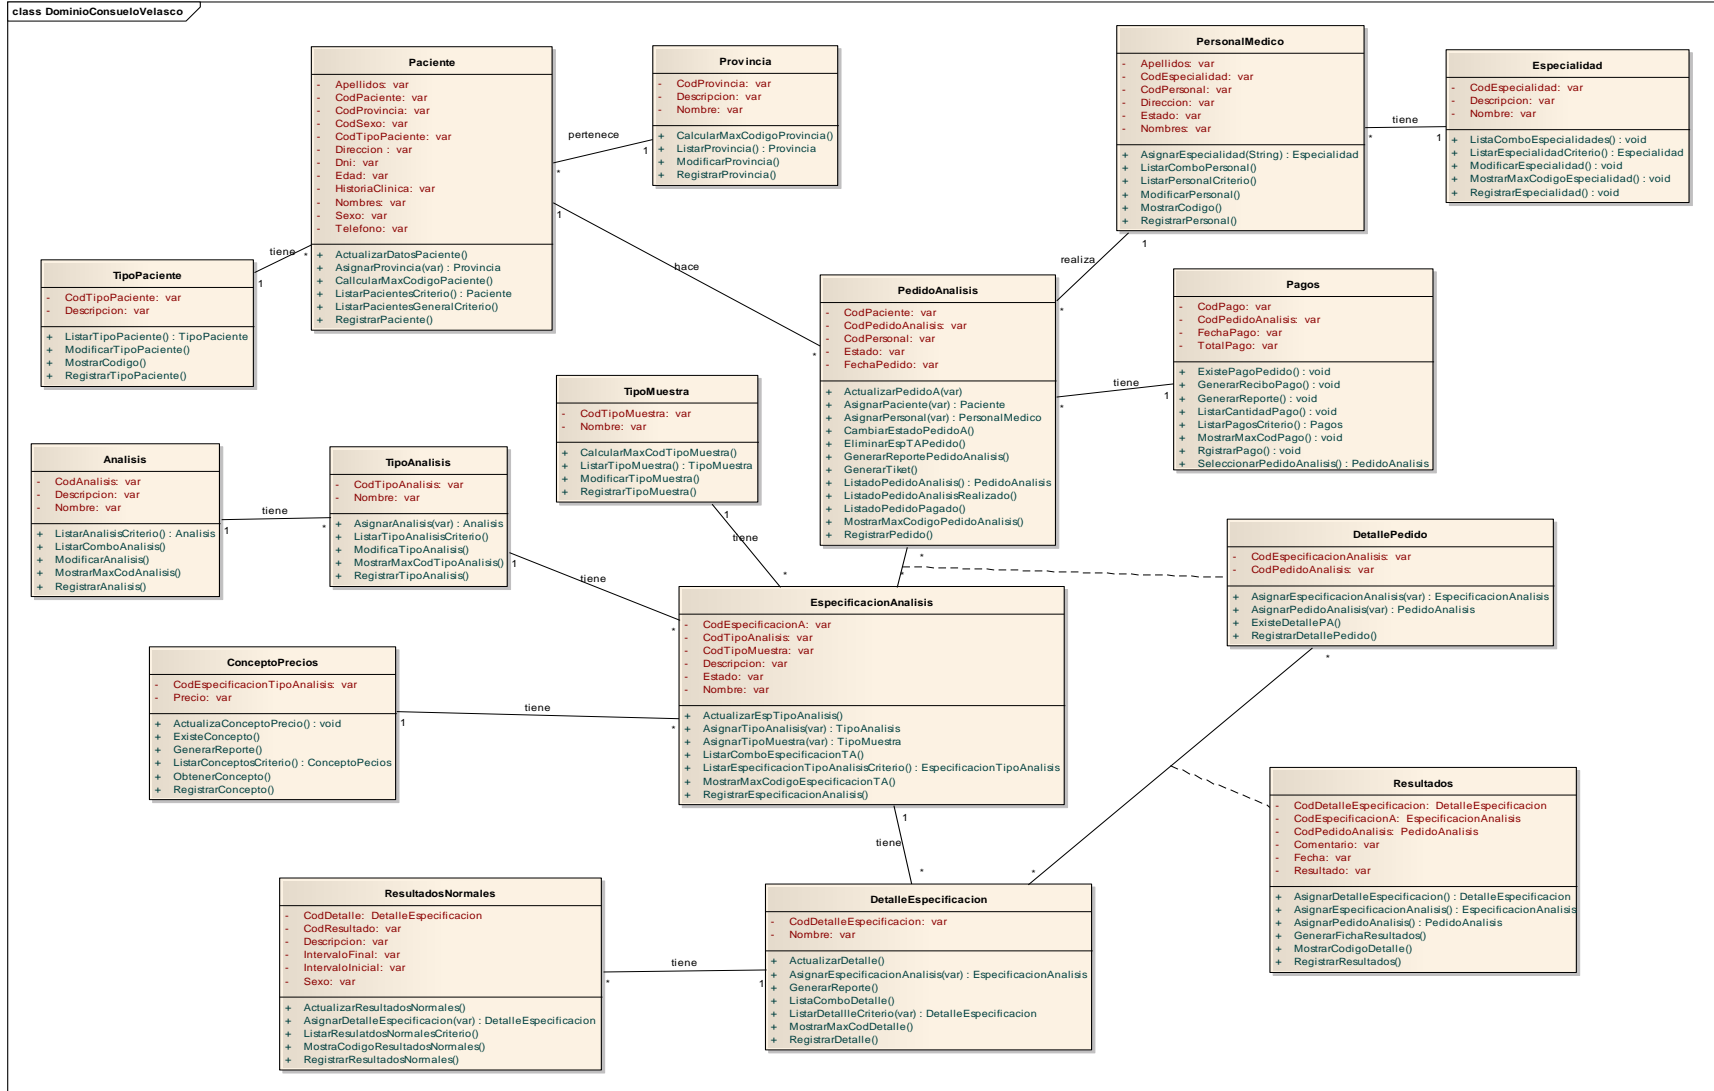 class DominioConsueloVelasco
Paciente
- Apellidos: var
- CodPaciente: var
- CodProvincia: var
- CodSexo: var
- CodTipoPaciente: var
- Direccion : var
- Dni: var
- Edad: var
- HistoriaClinica: var
- Nombres: var
- Sexo: var
- Telefono: var
+ ActualizarDatosPaciente()
+ AsignarProvincia(var) : Provincia
+ CallcularMaxCodigoPaciente()
+ ListarPacientesCriterio() : Paciente
+ ListarPacientesGeneralCriterio()
+ RegistrarPaciente()
Provincia
- CodProvincia: var
- Descripcion: var
- Nombre: var
+ CalcularMaxCodigoProvincia()
+ ListarProvincia() : Provincia
+ ModificarProvincia()
+ RegistrarProvincia()
pertenece
1
*
PersonalMedico
- Apellidos: var
- CodEspecialidad: var
- CodPersonal: var
- Direccion: var
- Estado: var
- Nombres: var
+ AsignarEspecialidad(String) : Especialidad
+ ListarComboPersonal()
+ ListarPersonalCriterio()
+ ModificarPersonal()
+ MostrarCodigo()
+ RegistrarPersonal()
Especialidad
- CodEspecialidad: var
- Descripcion: var
- Nombre: var
+ ListaComboEspecialidades() : void
+ ListarEspecialidadCriterio() : Especialidad
+ ModificarEspecialidad() : void
+ MostrarMaxCodigoEspecialidad() : void
+ RegistrarEspecialidad() : void
tiene
*
1
TipoPaciente
- CodTipoPaciente: var
- Descripcion: var
+ ListarTipoPaciente() : TipoPaciente
+ ModificarTipoPaciente()
+ MostrarCodigo()
+ RegistrarTipoPaciente()
tiene
*
1
1
hace
*
realiza
1
*
PedidoAnalisis
- CodPaciente: var
- CodPedidoAnalisis: var
- CodPersonal: var
- Estado: var
- FechaPedido: var
+ ActualizarPedidoA(var)
+ AsignarPaciente(var) : Paciente
+ AsignarPersonal(var) : PersonalMedico
+ CambiarEstadoPedidoA()
+ EliminarEspTAPedido()
+ GenerarReportePedidoAnalisis()
+ GenerarTiket()
+ ListadoPedidoAnalisis() : PedidoAnalisis
+ ListadoPedidoAnalisisRealizado()
+ ListadoPedidoPagado()
+ MostrarMaxCodigoPedidoAnalisis()
+ RegistrarPedido()
Pagos
- CodPago: var
- CodPedidoAnalisis: var
- FechaPago: var
- TotalPago: var
+ ExistePagoPedido() : void
+ GenerarReciboPago() : void
+ GenerarReporte() : void
+ ListarCantidadPago() : void
+ ListarPagosCriterio() : Pagos
+ MostrarMaxCodPago() : void
+ RgistrarPago() : void
+ SeleccionarPedidoAnalisis() : PedidoAnalisis
tiene
*
1
TipoMuestra
- CodTipoMuestra: var
- Nombre: var
+ CalcularMaxCodTipoMuestra()
+ ListarTipoMuestra() : TipoMuestra
+ ModificarTipoMuestra()
+ RegistrarTipoMuestra()
1
tiene
*
Analisis
- CodAnalisis: var
- Descripcion: var
- Nombre: var
+ ListarAnalisisCriterio() : Analisis
+ ListarComboAnalisis()
+ ModificarAnalisis()
+ MostrarMaxCodAnalisis()
+ RegistrarAnalisis()
tiene
1
*
TipoAnalisis
- CodTipoAnalisis: var
- Nombre: var
+ AsignarAnalisis(var) : Analisis
+ ListarTipoAnalisisCriterio()
+ ModificaTipoAnalisis()
+ MostrarMaxCodTipoAnalisis()
+ RegistrarTipoAnalisis()
1
tiene
*
*
*
DetallePedido
- CodEspecificacionAnalisis: var
- CodPedidoAnalisis: var
+ AsignarEspecificacionAnalisis(var) : EspecificacionAnalisis
+ AsignarPedidoAnalisis(var) : PedidoAnalisis
+ ExisteDetallePA()
+ RegistrarDetallePedido()
*
EspecificacionAnalisis
- CodEspecificacionA: var
- CodTipoAnalisis: var
- CodTipoMuestra: var
- Descripcion: var
- Estado: var
- Nombre: var
+ ActualizarEspTipoAnalisis()
+ AsignarTipoAnalisis(var) : TipoAnalisis
+ AsignarTipoMuestra(var) : TipoMuestra
+ ListarComboEspecificacionTA()
+ ListarEspecificacionTipoAnalisisCriterio() : EspecificacionTipoAnalisis
+ MostrarMaxCodigoEspecificacionTA()
+ RegistrarEspecificacionAnalisis()
ConceptoPrecios
- CodEspecificacionTipoAnalisis: var
- Precio: var
+ ActualizaConceptoPrecio() : void
+ ExisteConcepto()
+ GenerarReporte()
+ ListarConceptosCriterio() : ConceptoPecios
+ ObtenerConcepto()
+ RegistrarConcepto()
tiene
1
*
1
tiene
*
*
Resultados
- CodDetalleEspecificacion: DetalleEspecificacion
- CodEspecificacionA: EspecificacionAnalisis
- CodPedidoAnalisis: PedidoAnalisis
- Comentario: var
- Fecha: var
- Resultado: var
+ AsignarDetalleEspecificacion() : DetalleEspecificacion
+ AsignarEspecificacionAnalisis() : EspecificacionAnalisis
+ AsignarPedidoAnalisis() : PedidoAnalisis
+ GenerarFichaResultados()
+ MostrarCodigoDetalle()
+ RegistrarResultados()
ResultadosNormales
- CodDetalle: DetalleEspecificacion
- CodResultado: var
- Descripcion: var
- IntervaloFinal: var
- IntervaloInicial: var
- Sexo: var
+ ActualizarResultadosNormales()
+ AsignarDetalleEspecificacion(var) : DetalleEspecificacion
+ ListarResulatdosNormalesCriterio()
+ MostraCodigoResultadosNormales()
+ RegistrarResultadosNormales()
tiene
*
1
DetalleEspecificacion
- CodDetalleEspecificacion: var
- Nombre: var
+ ActualizarDetalle()
+ AsignarEspecificacionAnalisis(var) : EspecificacionAnalisis
+ GenerarReporte()
+ ListaComboDetalle()
+ ListarDetallleCriterio(var) : DetalleEspecificacion
+ MostrarMaxCodDetalle()
+ RegistrarDetalle()